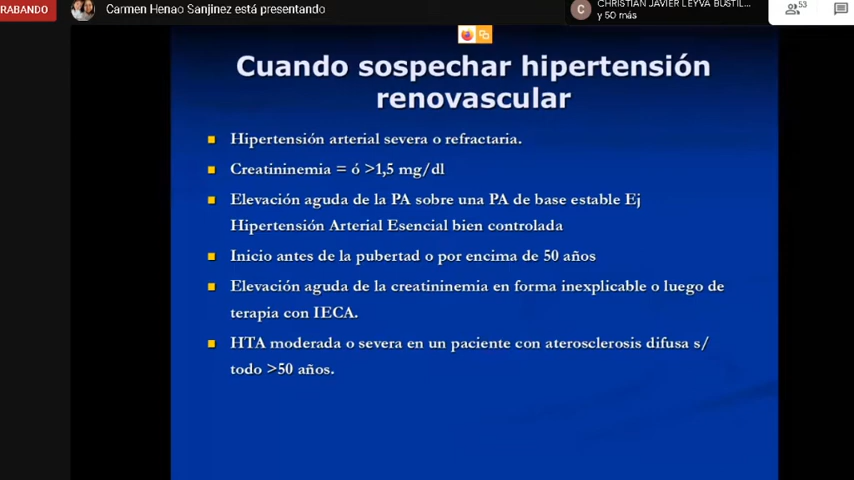 RABANDO
Carmen Henao Sanjinez está presentando
C
CHRISTIAN JAVIER LEYVA BUSTIL...
y 50 más
53
Cuando sospechar hipertensión
renovascular
Hipertensión arterial severa o refractaria.
Creatininemia = ó >1,5 mg/dl
Elevación aguda de la PA sobre una PA de base estable Ej
Hipertensión Arterial Esencial bien controlada
Inicio antes de la pubertad o por encima de 50 años
Elevación aguda de la creatininemia en forma inexplicable o luego de
terapia con IECA.
HTA moderada o severa en un paciente con aterosclerosis difusa s/
todo >50 años.